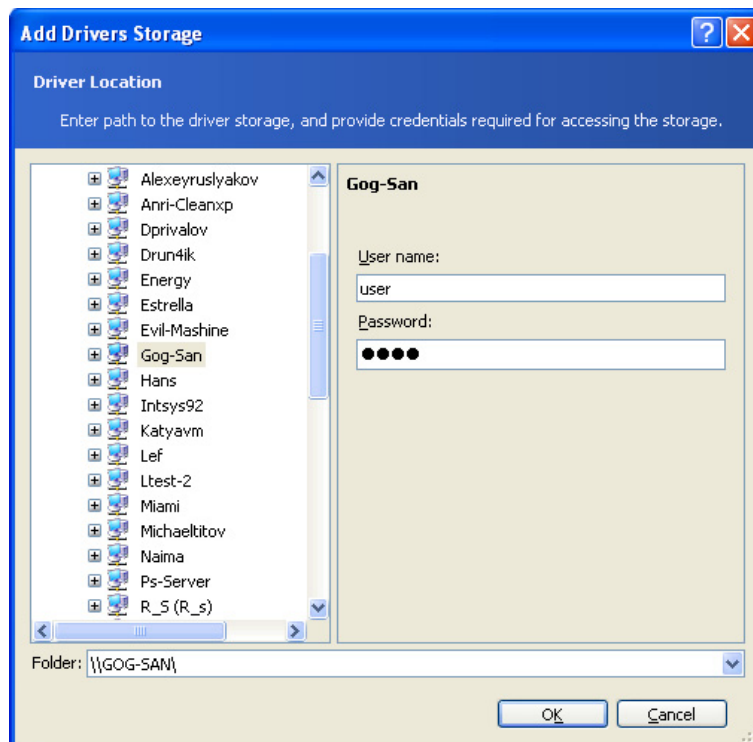 Add Drivers Storage
Driver Location
Enter path to the driver storage, and provide credentials required for accessing the storage.
Alexeyruslyakov
Anri-Cleanxp
Dprivalov
Drun4ik
Energy
Estrella
Evil-Mashine
Gog-San
Hans
Intsys92
Katyavm
Lef
Ltest-2
Miami
Michaeltitov
Naima
Ps-Server
R_S (R_s)
Gog-San
User name:
user
Password:
●●●●
Folder: \\GOG-SAN\
OK Cancel